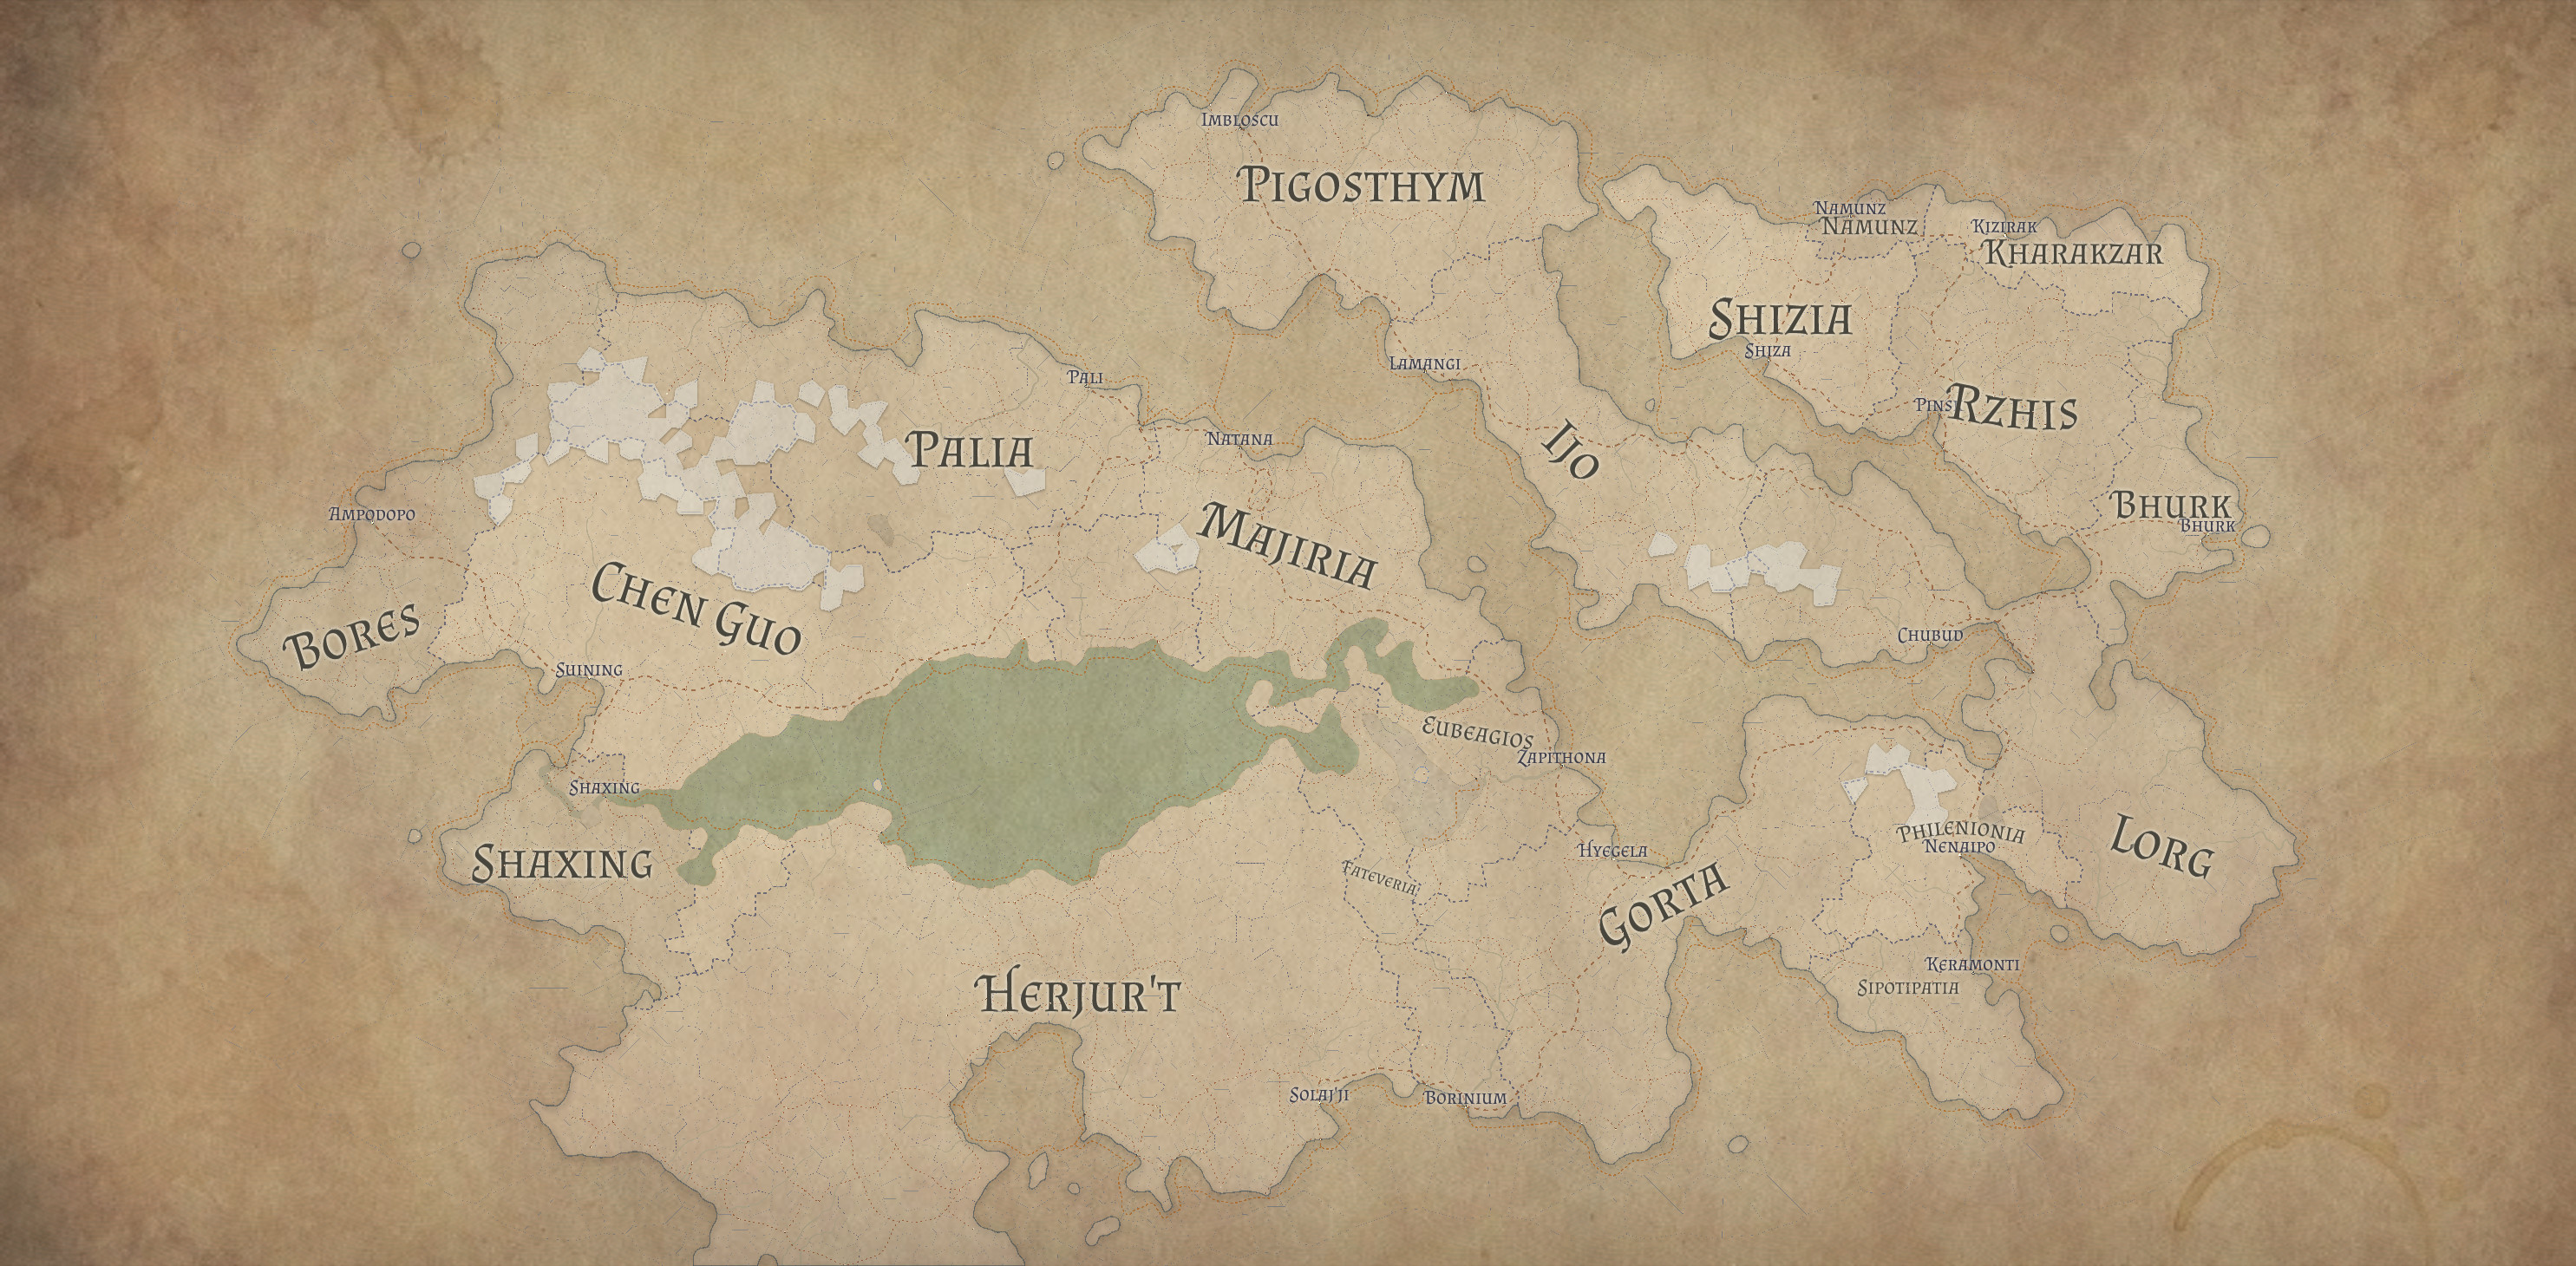 Imbloscu
Pigosthym
Namunz
Namunz
Kizirak
Kharakzar
Shizia
Shiza
Lamangi
Pali
Pinsi
Rzhis
Natana
Palia
Ijo
Ampodopo
Bhurk
Bhurk
Majiria
Chen Guo
Bores
Chubud
Suining
Eubeagios
Zapithona
Shaxing
Philenionia
Nenaipo
Hyegela
Lorg
Shaxing
Fateveria
Gorta
Keramonti
Sipotipatia
Herjur't
Solaj'ji
Borinium